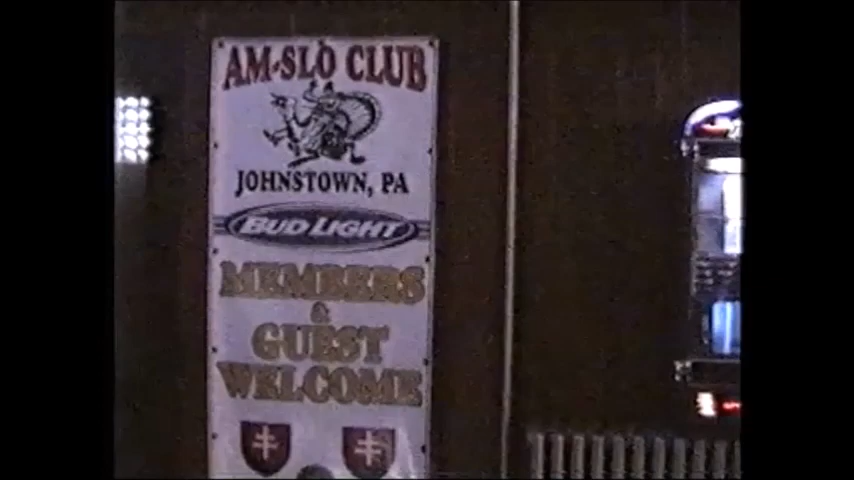 AM-SLO CLUB
JOHNSTOWN, PA
BUD LIGHT
MEMBERS
&
GUEST
WELCOME